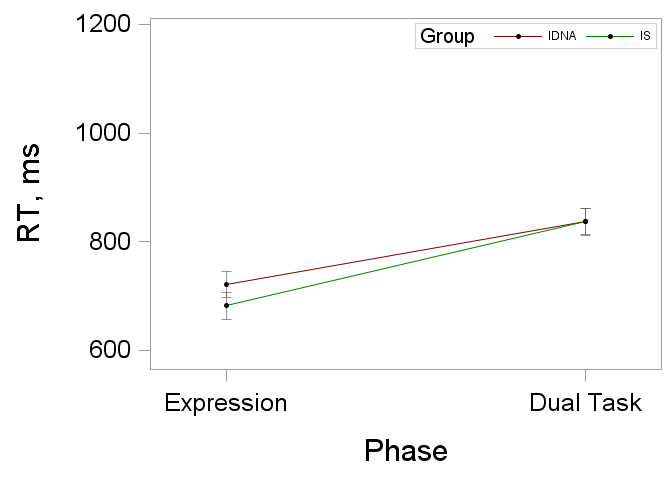 Group IDNA IS
1200
1000
800
600
RT, ms
Expression Dual Task
Phase